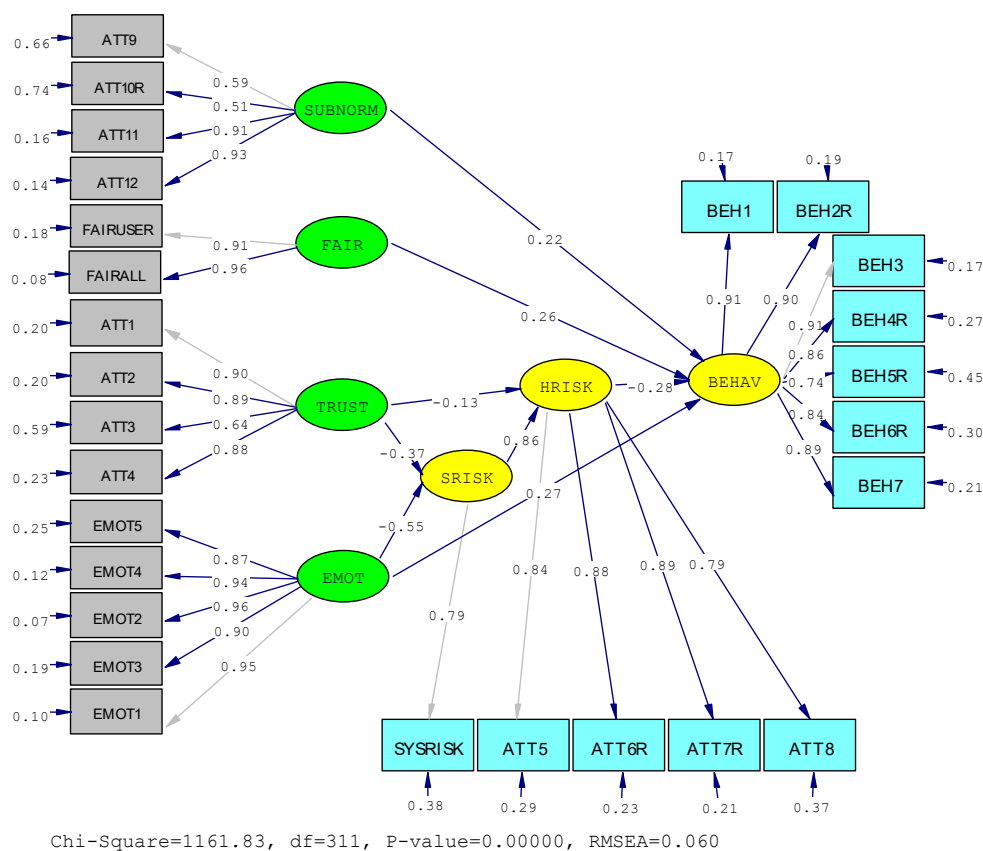 0.66 ATT9
0.74 ATT10R
0.16 ATT11
0.14 ATT12
0.18 FAIRUSER
0.08 FAIRALL
0.20 ATT1
0.20 ATT2
0.59 ATT3
0.23 ATT4
0.25 EMOT5
0.12 EMOT4
0.07 EMOT2
0.19 EMOT3
0.10 EMOT1
0.59
0.51
0.91
0.93
SUBNORM
0.91
0.96
FAIR
0.90
0.89
0.64
0.88
TRUST
0.87
0.94
0.96
0.90
0.95
EMOT
0.22
0.26
-0.13
-0.37
-0.55
SRISK
0.86
HRISK
-0.28
0.27
BEHAV
0.79
0.84
0.88
0.89
0.79
0.91
0.90
0.91
0.86
0.74
0.84
0.89
0.17
BEH1
0.19
BEH2R
BEH3 0.17
BEH4R 0.27
BEH5R 0.45
BEH6R 0.30
BEH7 0.21
SYSRISK ATT5 ATT6R ATT7R ATT8
0.38 0.29 0.23 0.21 0.37
Chi-Square=1161.83, df=311, P-value=0.00000, RMSEA=0.060